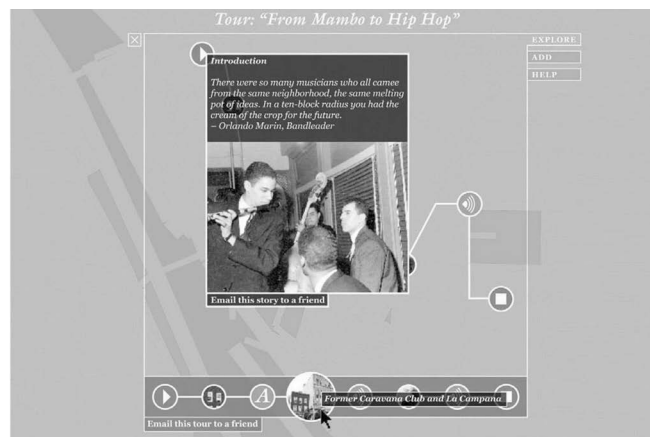 Tour: "From Mambo to Hip Hop"
EXPLORE
ADD
HELP
Introduction
There were so many musicians who all camee
from the same neighborhood, the same melting
pot of ideas. In a ten-block radius you had the
cream of the crop for the future.
– Orlando Marin, Bandleader
Email this story to a friend
A
Former Caravana Club and La Campana
Email this tour to a friend